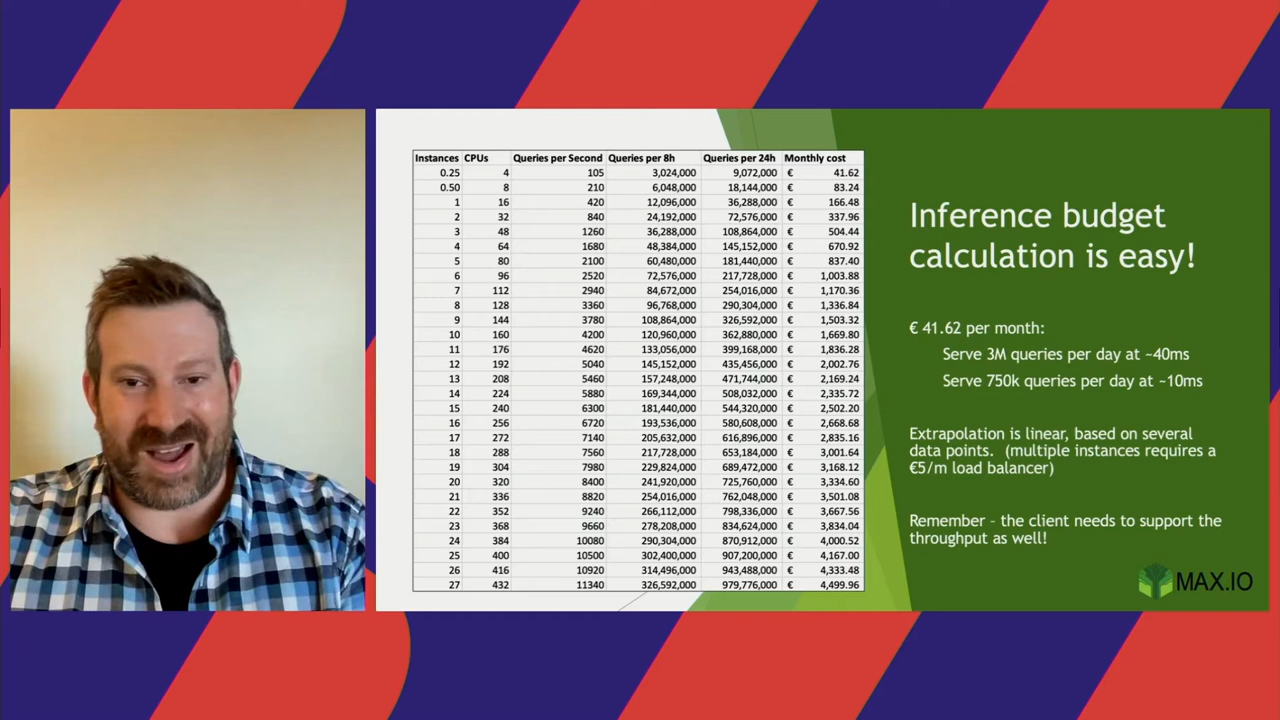 Instances CPUs Queries per Second Queries per 8h Queries per 24h Monthly cost
0.25 4 105 3,024,000 9,072,000 € 41.62
0.50 8 210 6,048,000 18,144,000 € 83.24
1 16 420 12,096,000 36,288,000 € 166.48
2 32 840 24,192,000 72,576,000 € 337.96
3 48 1260 36,288,000 108,864,000 € 504.44
4 64 1680 48,384,000 145,152,000 € 670.92
5 80 2100 60,480,000 181,440,000 € 837.40
6 96 2520 72,576,000 217,728,000 € 1,003.88
7 112 2940 84,672,000 254,016,000 € 1,170.36
8 128 3360 96,768,000 290,304,000 € 1,336.84
9 144 3780 108,864,000 326,592,000 € 1,503.32
10 160 4200 120,960,000 362,880,000 € 1,669.80
11 176 4620 133,056,000 399,168,000 € 1,836.28
12 192 5040 145,152,000 435,456,000 € 2,002.76
13 208 5460 157,248,000 471,744,000 € 2,169.24
14 224 5880 169,344,000 508,032,000 € 2,335.72
15 240 6300 181,440,000 544,320,000 € 2,502.20
16 256 6720 193,536,000 580,608,000 € 2,668.68
17 272 7140 205,632,000 616,896,000 € 2,835.16
18 288 7560 217,728,000 653,184,000 € 3,001.64
19 304 7980 229,824,000 689,472,000 € 3,168.12
20 320 8400 241,920,000 725,760,000 € 3,334.60
21 336 8820 254,016,000 762,048,000 € 3,501.08
22 352 9240 266,112,000 798,336,000 € 3,667.56
23 368 9660 278,208,000 834,624,000 € 3,834.04
24 384 10080 290,304,000 870,912,000 € 4,000.52
25 400 10500 302,400,000 907,200,000 € 4,167.00
26 416 10920 314,496,000 943,488,000 € 4,333.48
27 432 11340 326,592,000 979,776,000 € 4,499.96
Inference budget
calculation is easy!
€ 41.62 per month:
Serve 3M queries per day at ~40ms
Serve 750k queries per day at ~10ms
Extrapolation is linear, based on several
data points. (multiple instances requires a
€5/m load balancer)
Remember – the client needs to support the
throughput as well!
MAX.IO